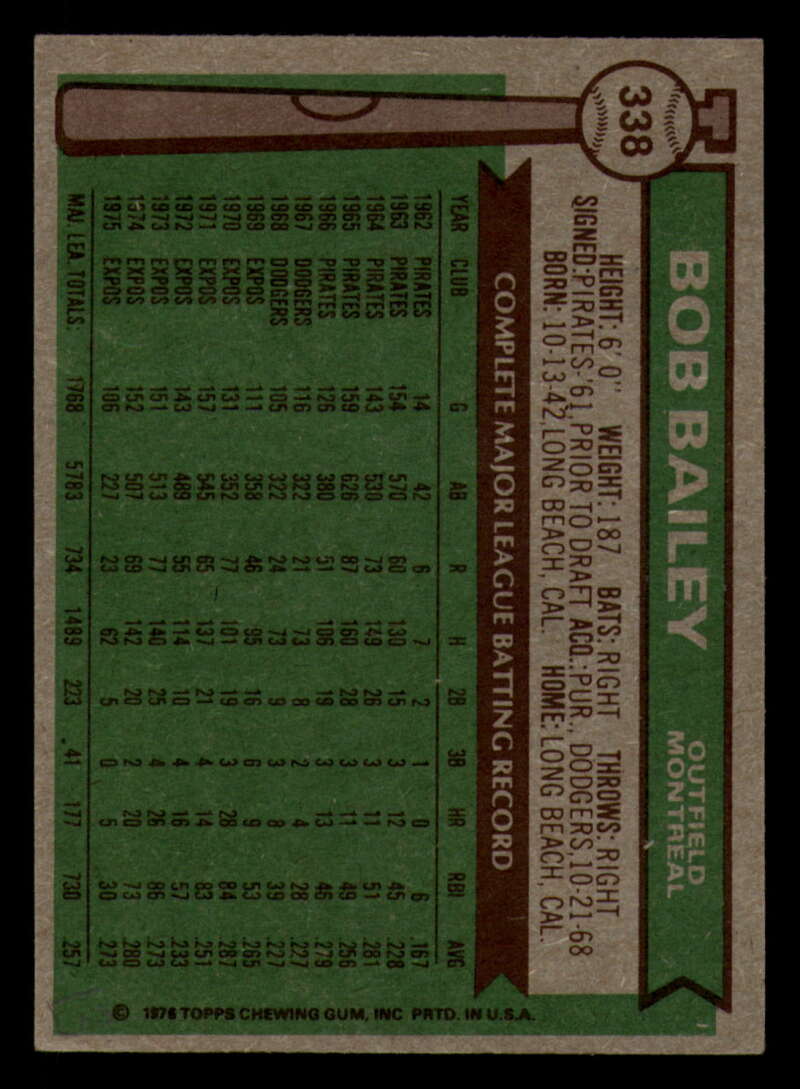 338
BOB BAILEY
OUTFIELD
MONTREAL
HEIGHT: 6' 0" WEIGHT: 187 BATS: RIGHT THROWS: RIGHT
SIGNED: PIRATES-'61, PRIOR TO DRAFT ACQ.: PUR., DODGERS, 10-21-68
BORN: 10-13-42, LONG BEACH, CAL. HOME: LONG BEACH, CAL.
COMPLETE MAJOR LEAGUE BATTING RECORD
YEAR CLUB G AB R H 2B 3B HR RBI AVG
1962 PIRATES 14 42 6 7 2 1 0 6 .167
1963 PIRATES 154 570 60 130 15 3 12 45 .228
1964 PIRATES 143 530 73 149 26 3 11 51 .281
1965 PIRATES 159 626 87 160 28 3 11 49 .256
1966 PIRATES 126 380 51 106 19 3 13 46 .279
1967 DODGERS 116 322 21 73 8 2 4 28 .227
1968 DODGERS 105 322 24 73 9 3 8 39 .227
1969 EXPOS 111 358 46 95 16 6 9 53 .265
1970 EXPOS 131 352 77 101 19 3 28 84 .287
1971 EXPOS 157 545 65 137 21 4 14 83 .251
1972 EXPOS 143 489 55 114 10 4 16 57 .233
1973 EXPOS 151 513 77 140 25 4 26 86 .273
1974 EXPOS 152 507 69 142 20 2 20 73 .280
1975 EXPOS 106 227 23 62 5 0 5 30 .273
MAJ. LEA. TOTALS: 1768 5783 734 1489 223 41 177 730 .257
© 1976 TOPPS CHEWING GUM, INC PRTD. IN U.S.A.